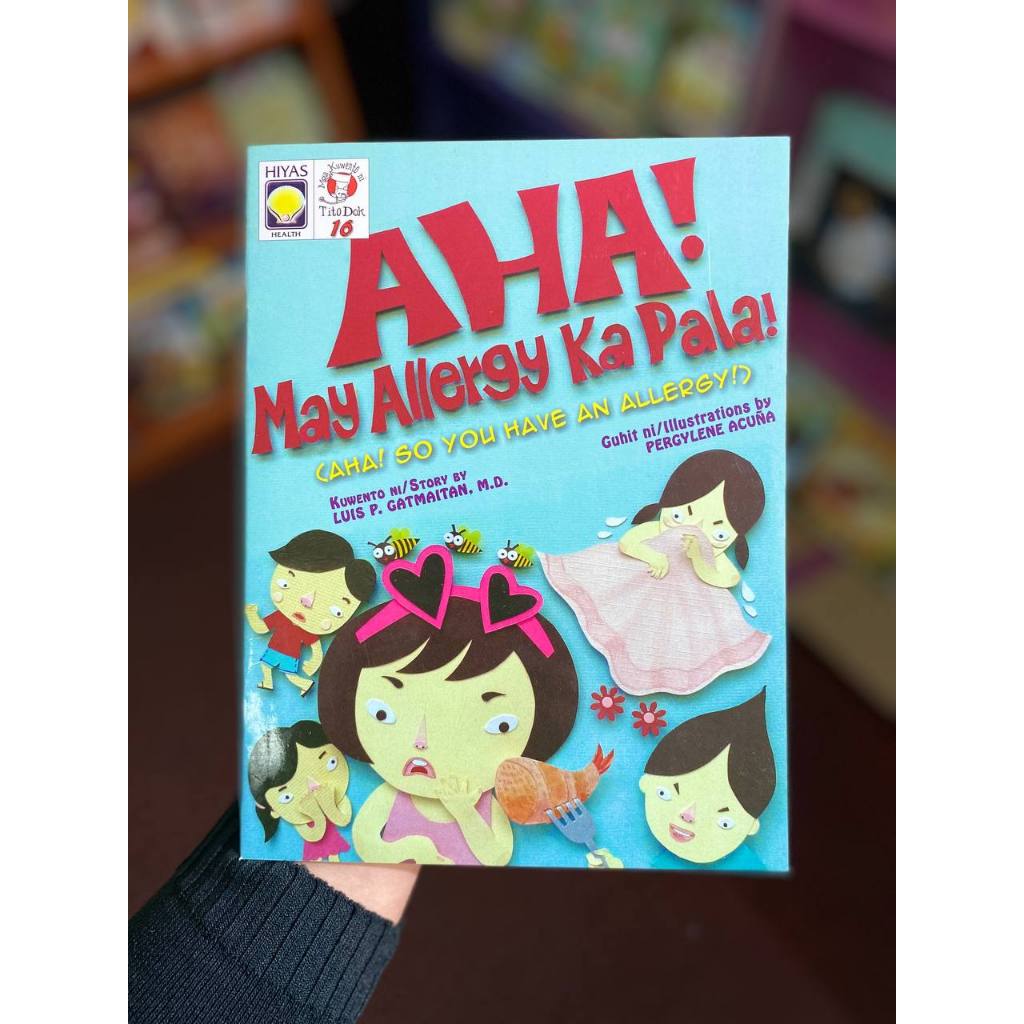 HIYAS
HEALTH
Mga Kuwento ni
Tito Dok
16
AHA!
May Allergy Ka Pala!
(AHA! SO YOU HAVE AN ALLERGY!)
Kuwento ni/Story by
LUIS P. GATMAITAN, M.D.
Guhit ni/Illustrations by
PERGYLENE ACUÑA